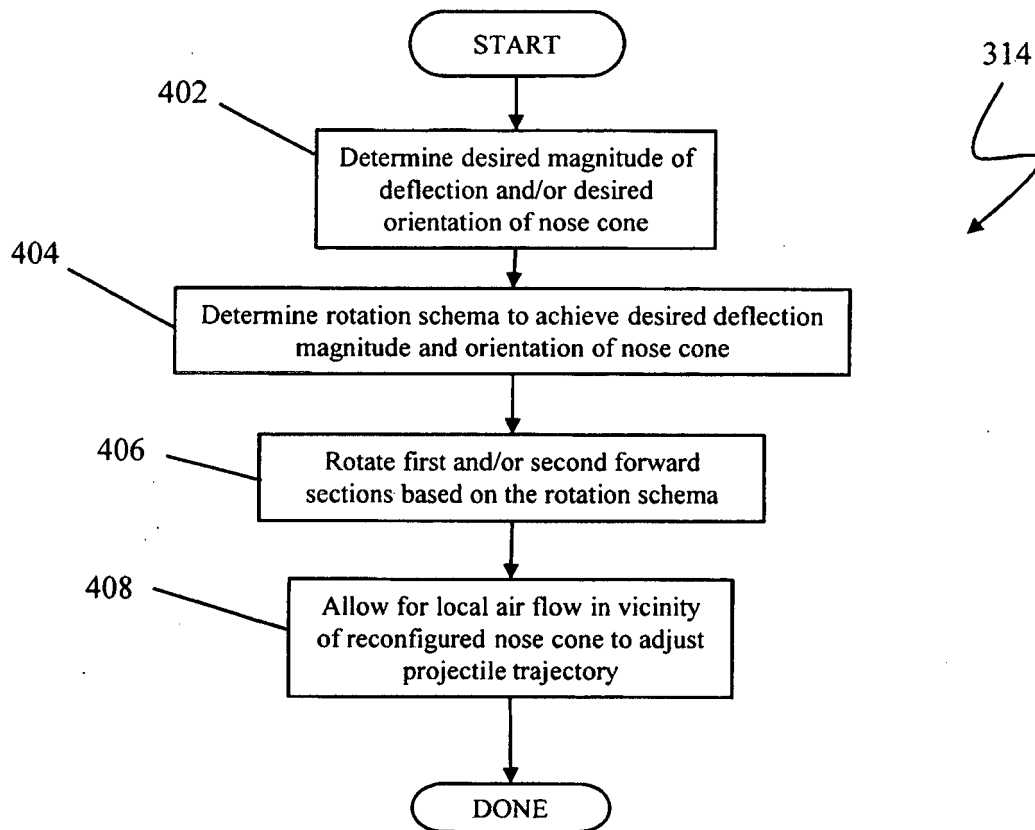 START
314
402
Determine desired magnitude of
deflection and/or desired
orientation of nose cone
404
Determine rotation schema to achieve desired deflection
magnitude and orientation of nose cone
406
Rotate first and/or second forward
sections based on the rotation schema
408
Allow for local air flow in vicinity
of reconfigured nose cone to adjust
projectile trajectory
DONE